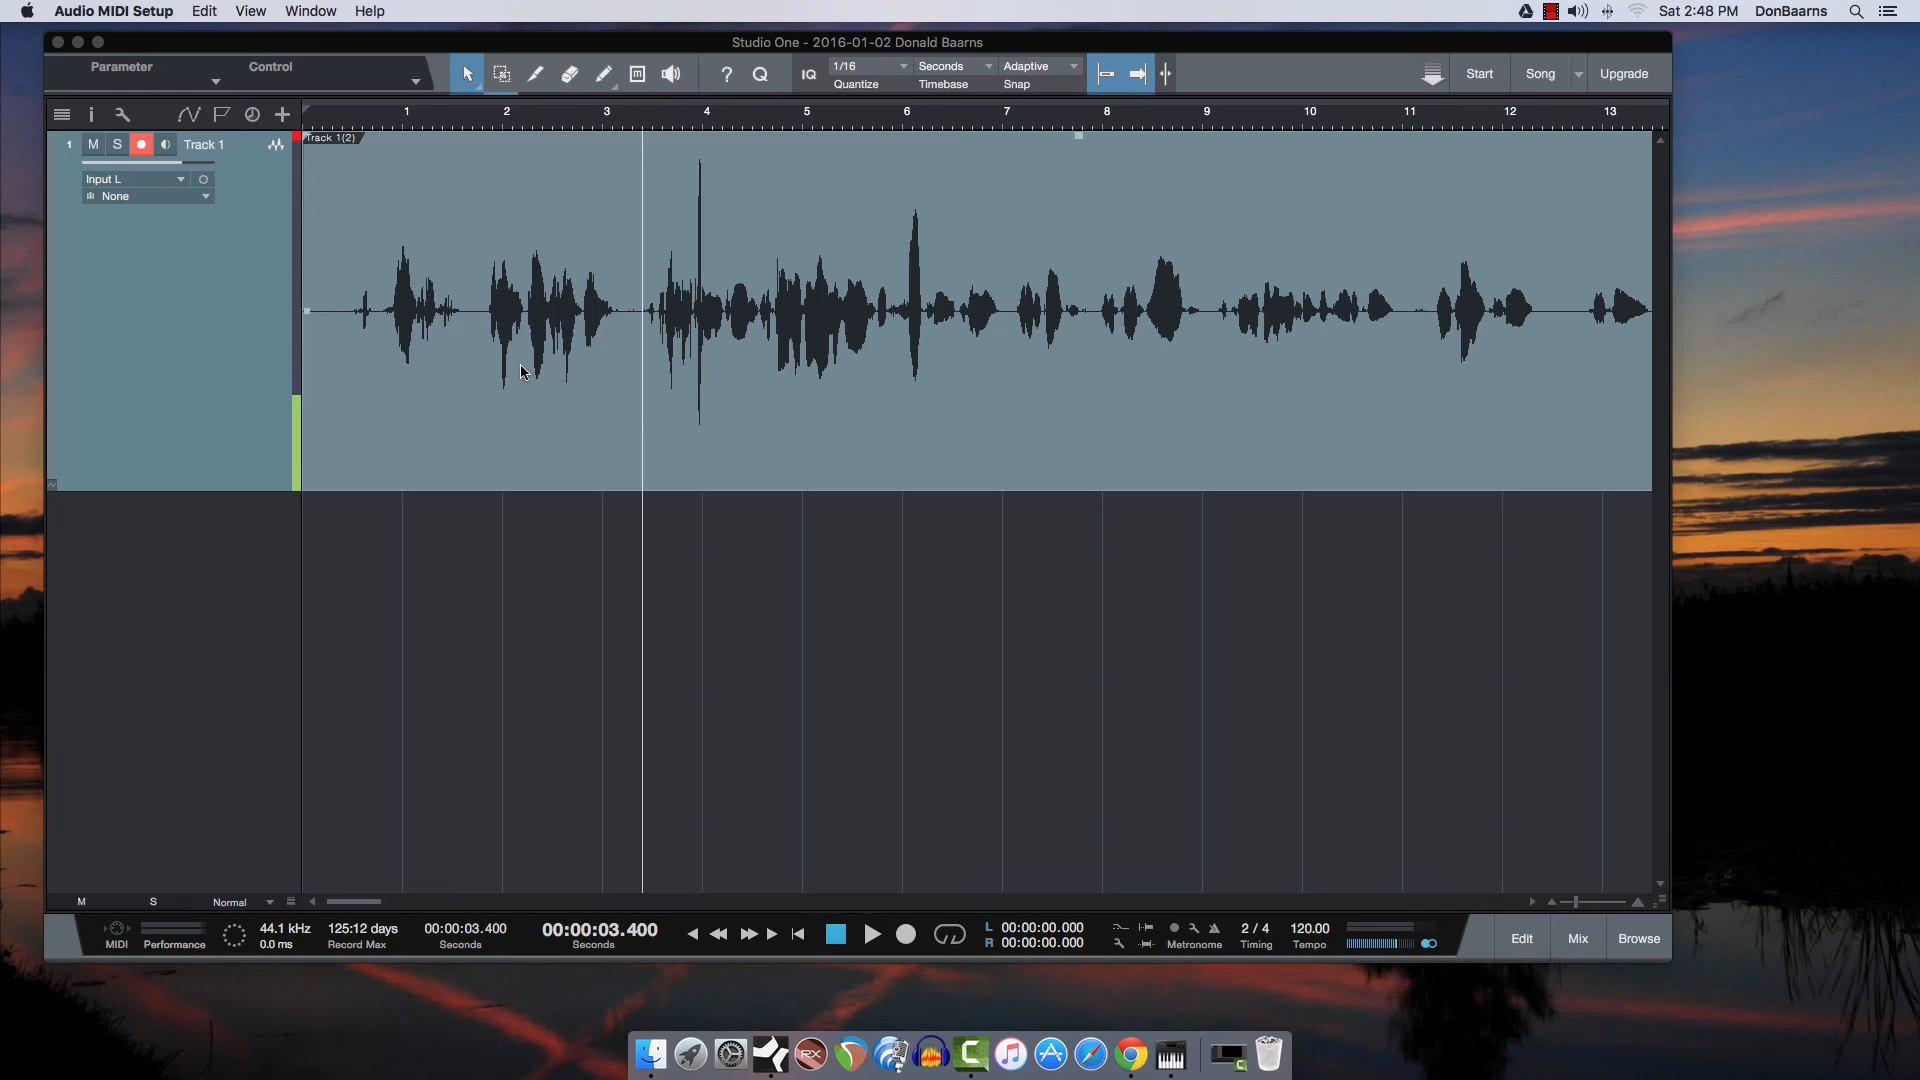 Audio MIDI Setup Edit View Window Help Sat 2:48 PM DonBaarns
Studio One - 2016-01-02 Donald Baarns
Parameter Control
? Q IQ 1/16 Seconds Adaptive Start Song Upgrade
Quantize Timebase Snap
i 1 2 3 4 5 6 7 8 9 10 11 12 13
1 M S Track 1
Track 1(2)
Input L
None
M S Normal
44.1 kHz 125:12 days 00:00:03.400 00:00:03.400 L 00:00:00.000 2 / 4 120.00
MIDI Performance 0.0 ms Record Max Seconds Seconds R 00:00:00.000 Metronome Timing Tempo
Edit Mix Browse
RX C
C